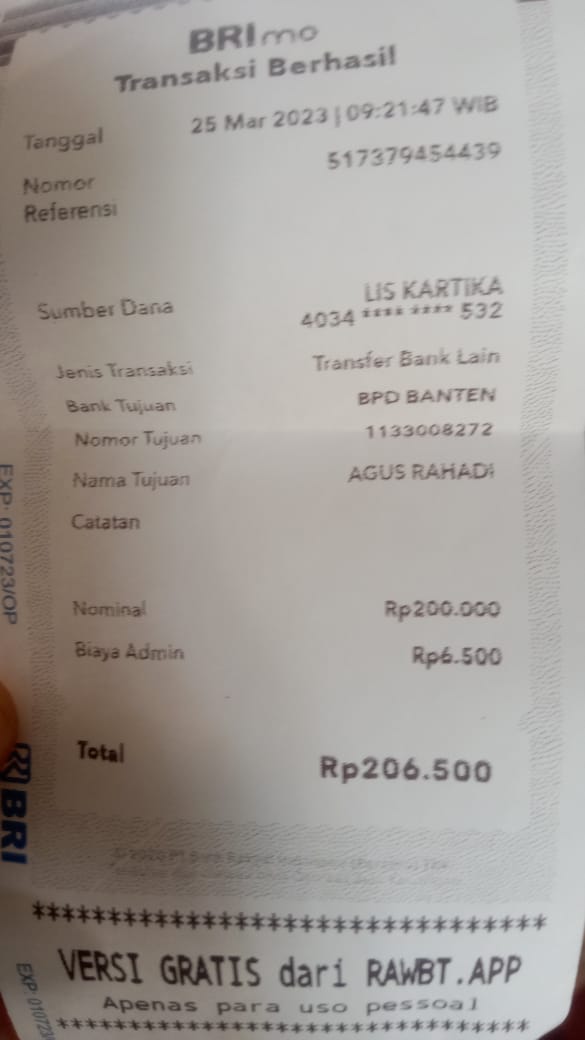 BRImo
Transaksi Berhasil
Tanggal 25 Mar 2023 | 09:21:47 WIB
Nomor Referensi 517379454439
Sumber Dana LIS KARTIKA
4034 **** **** 532
Jenis Transaksi Transfer Bank Lain
Bank Tujuan BPD BANTEN
Nomor Tujuan 1133008272
Nama Tujuan AGUS RAHADI
Catatan
Nominal Rp200.000
Biaya Admin Rp6.500
Total Rp206.500
*********************************
VERSI GRATIS dari RAWBT.APP
Apenas para uso pessoal
*********************************
EXP: 010723/OP
BRI
EXP: 010723